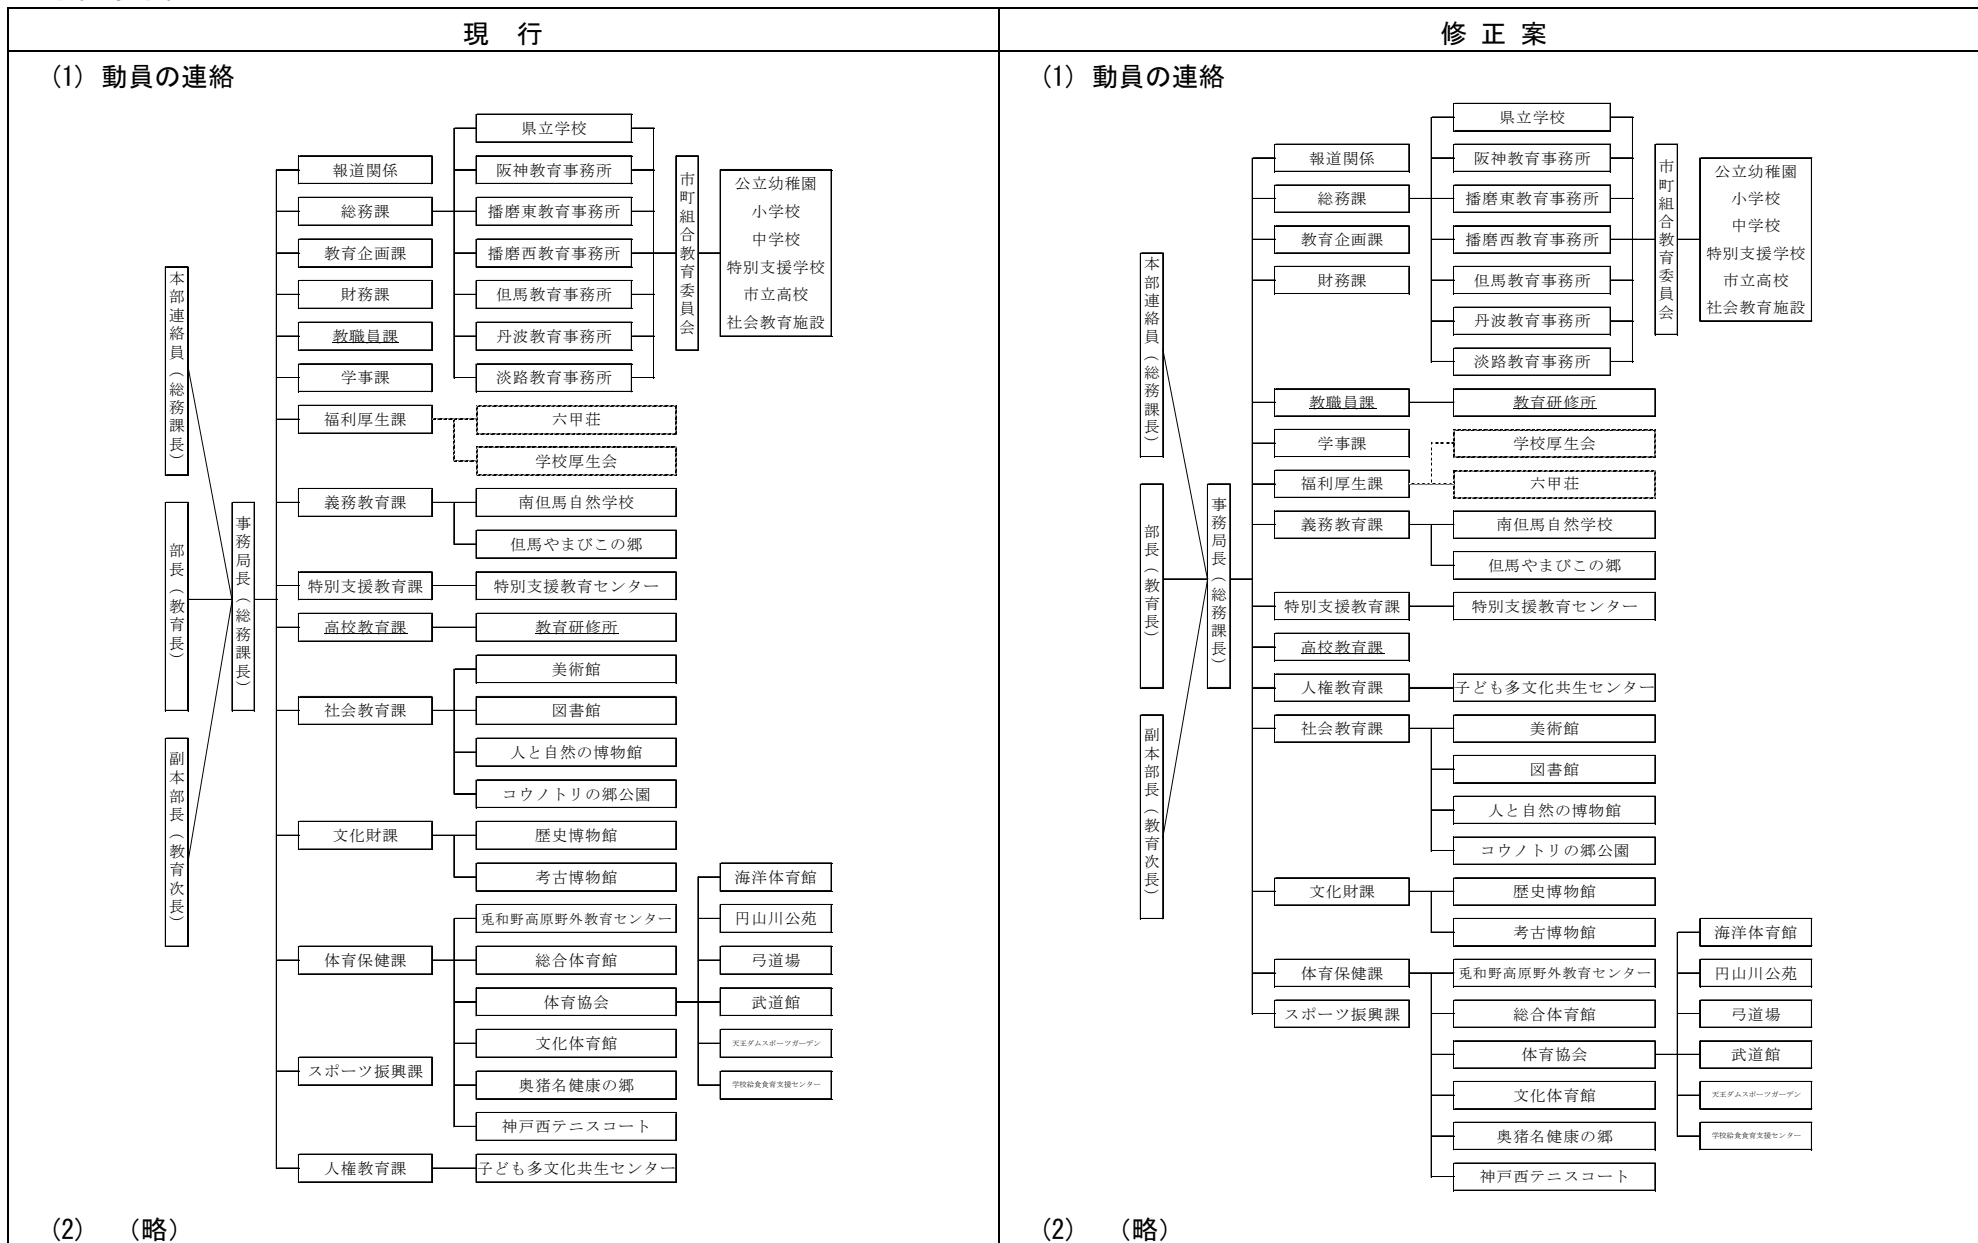 現　行
(1) 動員の連絡
本部連絡員（総務課長）
部長（教育長）
副本部長（教育次長）
事務局長（総務課長）
報道関係
総務課
教育企画課
財務課
教職員課
学事課
福利厚生課
義務教育課
特別支援教育課
高校教育課
社会教育課
文化財課
体育保健課
スポーツ振興課
人権教育課
県立学校
阪神教育事務所
播磨東教育事務所
播磨西教育事務所
但馬教育事務所
丹波教育事務所
淡路教育事務所
六甲荘
学校厚生会
南但馬自然学校
但馬やまびこの郷
特別支援教育センター
教育研修所
美術館
図書館
人と自然の博物館
コウノトリの郷公園
歴史博物館
考古博物館
兎和野高原野外教育センター
総合体育館
体育協会
文化体育館
奥猪名健康の郷
神戸西テニスコート
子ども多文化共生センター
市町組合教育委員会
公立幼稚園
小学校
中学校
特別支援学校
市立高校
社会教育施設
海洋体育館
円山川公苑
弓道場
武道館
天王ダムスポーツガーデン
学校給食食育支援センター
(2)　（略）
修 正 案
(1) 動員の連絡
本部連絡員（総務課長）
部長（教育長）
副本部長（教育次長）
事務局長（総務課長）
報道関係
総務課
教育企画課
財務課
教職員課
学事課
福利厚生課
義務教育課
特別支援教育課
高校教育課
人権教育課
社会教育課
文化財課
体育保健課
スポーツ振興課
県立学校
阪神教育事務所
播磨東教育事務所
播磨西教育事務所
但馬教育事務所
丹波教育事務所
淡路教育事務所
教育研修所
学校厚生会
六甲荘
南但馬自然学校
但馬やまびこの郷
特別支援教育センター
子ども多文化共生センター
美術館
図書館
人と自然の博物館
コウノトリの郷公園
歴史博物館
考古博物館
兎和野高原野外教育センター
総合体育館
体育協会
文化体育館
奥猪名健康の郷
神戸西テニスコート
市町組合教育委員会
公立幼稚園
小学校
中学校
特別支援学校
市立高校
社会教育施設
海洋体育館
円山川公苑
弓道場
武道館
天王ダムスポーツガーデン
学校給食食育支援センター
(2)　（略）